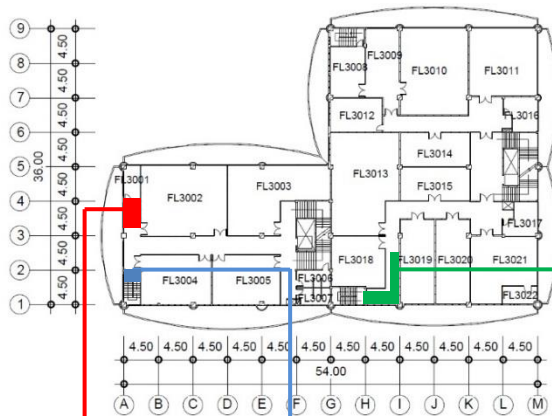 9
8
7
6
5
4
3
2
1
4.50
4.50
4.50
4.50
4.50
4.50
4.50
4.50
36.00
FL3008
FL3009
FL3010
FL3011
FL3012
FL3016
FL3013
FL3014
FL3015
FL3001
FL3002
FL3003
FL3017
FL3018
FL3019
FL3020
FL3021
FL3004
FL3005
FL3006
FL3007
FL3022
4.50 4.50 4.50 4.50 4.50 4.50 4.50 4.50 4.50 4.50 4.50 4.50
54.00
A B C D E F G H I J K L M